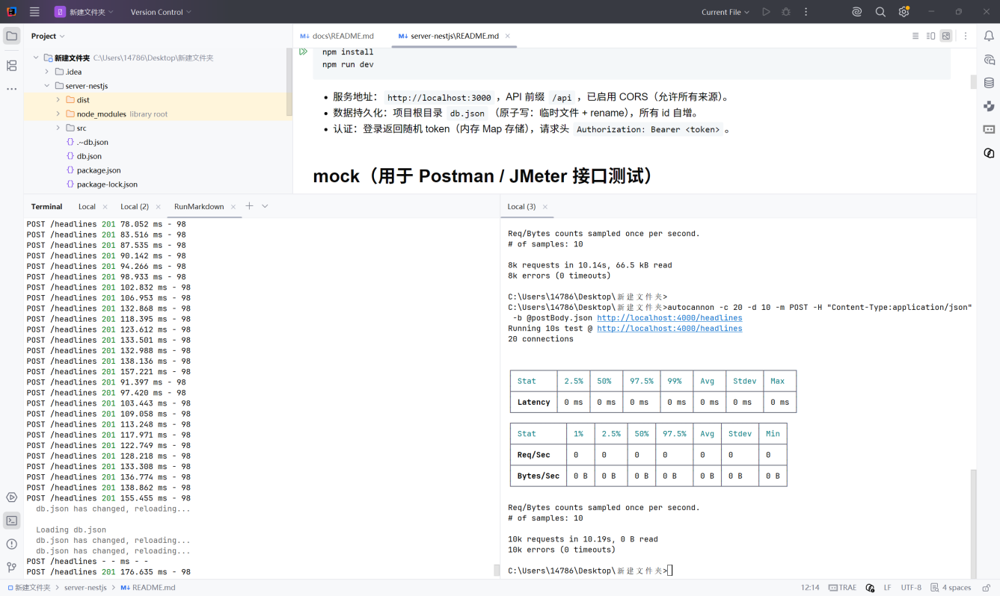 新建文件夹 Version Control Current File
Project
docs\README.md server-nestjs\README.md
新建文件夹 C:\Users\14786\Desktop\新建文件夹
.idea
server-nestjs
dist
node_modules library root
src
.~db.json
db.json
package.json
package-lock.json
npm install
npm run dev
• 服务地址： http://localhost:3000 ，API 前缀 /api ，已启用 CORS（允许所有来源）。
• 数据持久化：项目根目录 db.json （原子写：临时文件 + rename），所有 id 自增。
• 认证：登录返回随机 token（内存 Map 存储），请求头 Authorization: Bearer <token> 。
mock（用于 Postman / JMeter 接口测试）
Terminal Local Local (2) RunMarkdown
POST /headlines 201 78.052 ms - 98
POST /headlines 201 83.516 ms - 98
POST /headlines 201 87.535 ms - 98
POST /headlines 201 90.142 ms - 98
POST /headlines 201 94.266 ms - 98
POST /headlines 201 98.933 ms - 98
POST /headlines 201 102.832 ms - 98
POST /headlines 201 106.953 ms - 98
POST /headlines 201 132.868 ms - 98
POST /headlines 201 118.395 ms - 98
POST /headlines 201 123.612 ms - 98
POST /headlines 201 133.501 ms - 98
POST /headlines 201 132.988 ms - 98
POST /headlines 201 138.136 ms - 98
POST /headlines 201 157.221 ms - 98
POST /headlines 201 91.397 ms - 98
POST /headlines 201 97.420 ms - 98
POST /headlines 201 103.443 ms - 98
POST /headlines 201 109.058 ms - 98
POST /headlines 201 113.248 ms - 98
POST /headlines 201 117.971 ms - 98
POST /headlines 201 122.749 ms - 98
POST /headlines 201 128.218 ms - 98
POST /headlines 201 133.308 ms - 98
POST /headlines 201 136.774 ms - 98
POST /headlines 201 138.862 ms - 98
POST /headlines 201 155.455 ms - 98
db.json has changed, reloading...
Loading db.json
db.json has changed, reloading...
db.json has changed, reloading...
POST /headlines - - ms - -
POST /headlines 201 176.635 ms - 98
Local (3)
Req/Bytes counts sampled once per second.
# of samples: 10
8k requests in 10.14s, 66.5 kB read
8k errors (0 timeouts)
C:\Users\14786\Desktop\新建文件夹>
C:\Users\14786\Desktop\新建文件夹>autocannon -c 20 -d 10 -m POST -H "Content-Type:application/json"
-b @postBody.json http://localhost:4000/headlines
Running 10s test @ http://localhost:4000/headlines
20 connections
Stat 2.5% 50% 97.5% 99% Avg Stdev Max
Latency 0 ms 0 ms 0 ms 0 ms 0 ms 0 ms 0 ms
Stat 1% 2.5% 50% 97.5% Avg Stdev Min
Req/Sec 0 0 0 0 0 0 0
Bytes/Sec 0 B 0 B 0 B 0 B 0 B 0 B 0 B
Req/Bytes counts sampled once per second.
# of samples: 10
10k requests in 10.19s, 0 B read
10k errors (0 timeouts)
C:\Users\14786\Desktop\新建文件夹>
新建文件夹 > server-nestjs > README.md 12:14 TRAE LF UTF-8 4 spaces